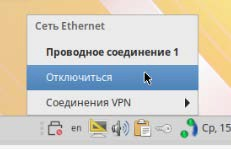 Сеть Ethernet
Проводное соединение 1
Отключиться
Соединения VPN
en Ср, 15